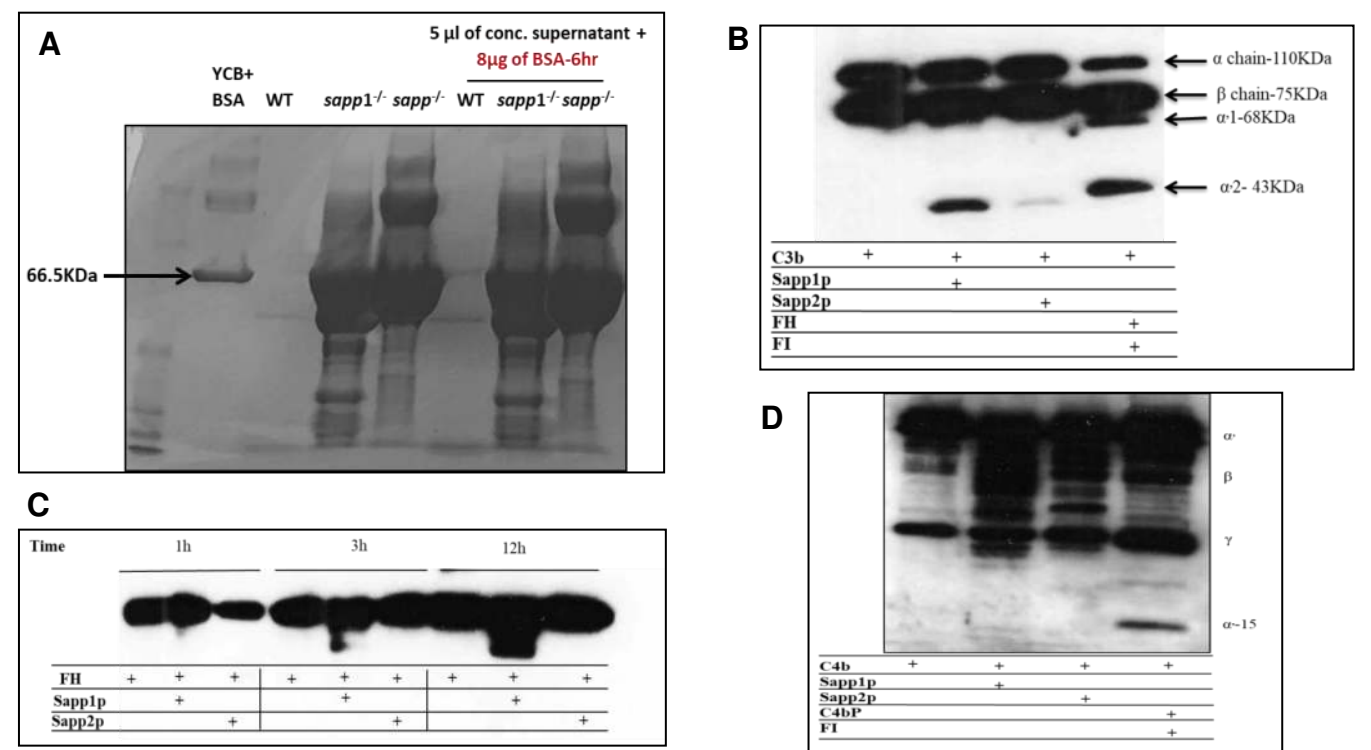 A
5 µl of conc. supernatant +
8µg of BSA-6hr
YCB+
BSA WT sapp1-/- sapp-/- WT sapp1-/- sapp-/-
66.5KDa
B
α chain-110KDa
β chain-75KDa
α'1-68KDa
α'2- 43KDa
C3b + + + +
Sapp1p +
Sapp2p +
FH +
FI +
C
Time 1h 3h 12h
FH + + + + + + + + +
Sapp1p + + +
Sapp2p + + +
D
α'
β
γ
α~15
C4b + + + +
Sapp1p +
Sapp2p +
C4bP +
FI +